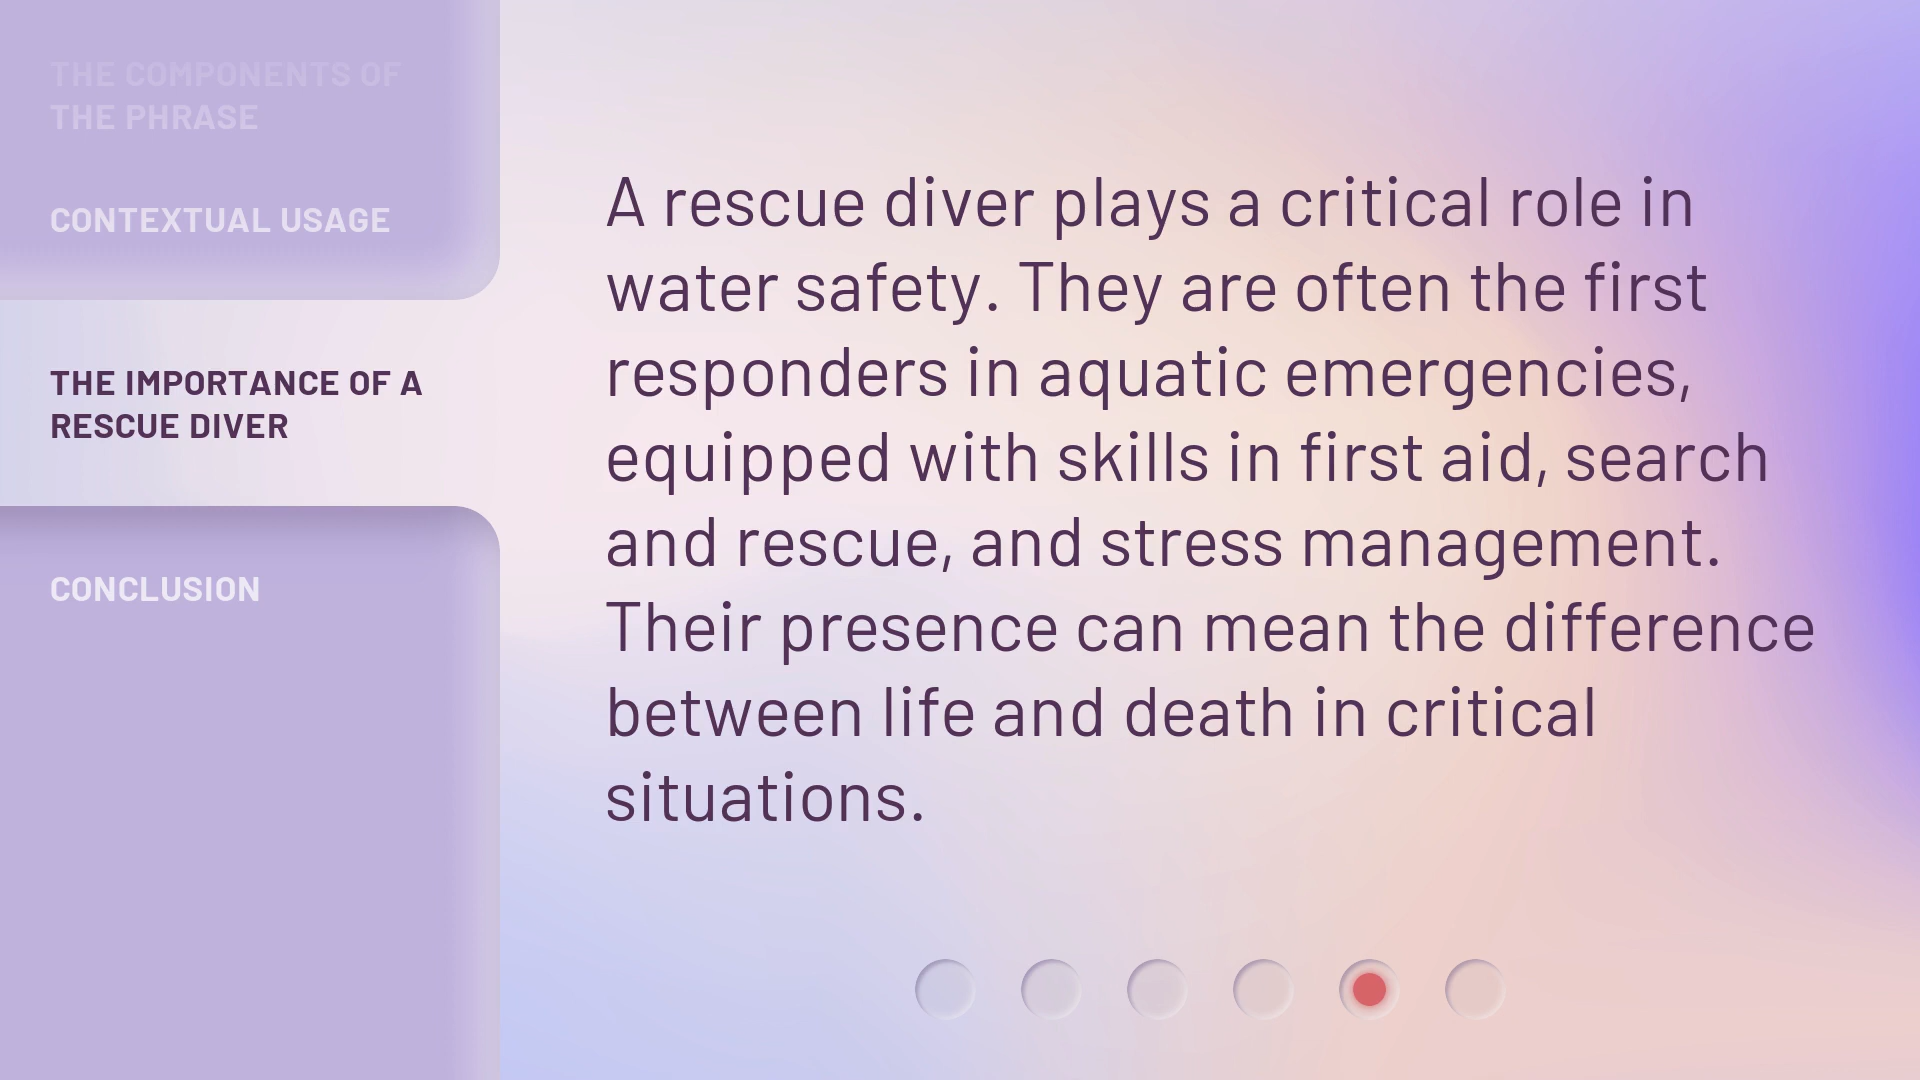 THE COMPONENTS OF
THE PHRASE
CONTEXTUAL USAGE
THE IMPORTANCE OF A
RESCUE DIVER
CONCLUSION
A rescue diver plays a critical role in
water safety. They are often the first
responders in aquatic emergencies,
equipped with skills in first aid, search
and rescue, and stress management.
Their presence can mean the difference
between life and death in critical
situations.